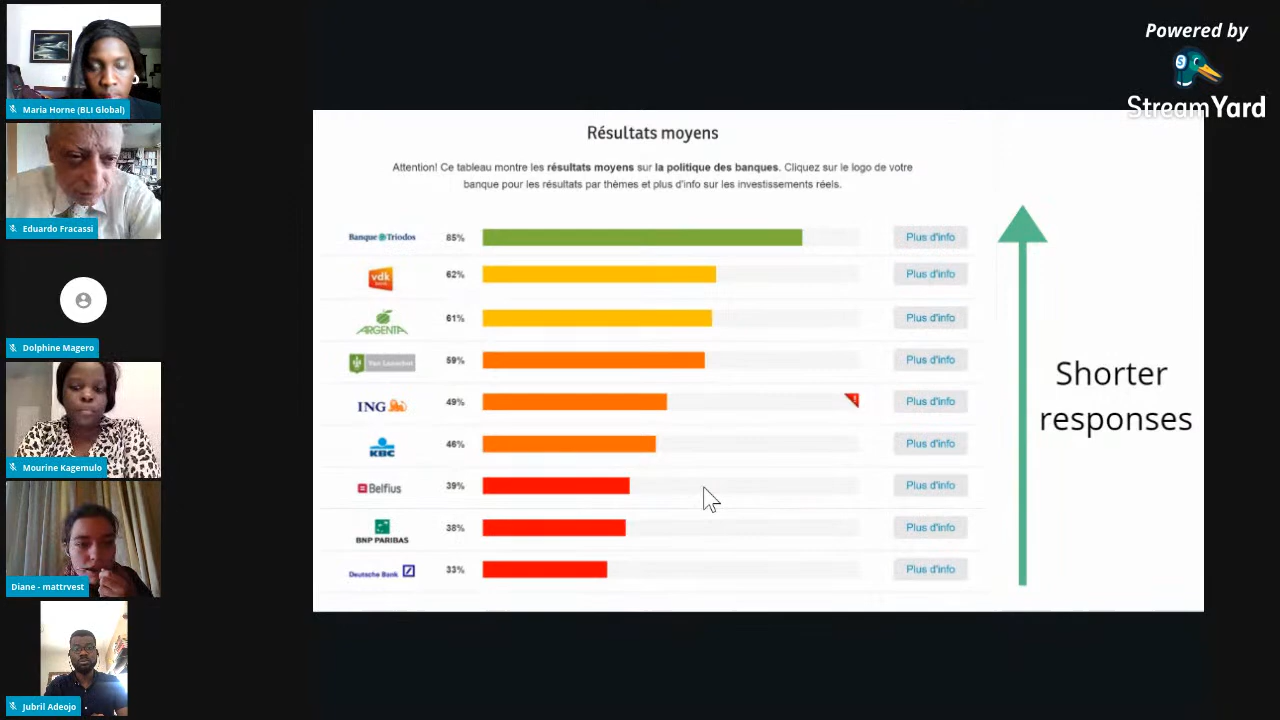 Maria Horne (BLI Global)
Eduardo Fracassi
Dolphine Magero
Mourine Kagemulo
Diane - mattrvest
Jubril Adeojo
Powered by
StreamYard
Résultats moyens
Attention! Ce tableau montre les résultats moyens sur la politique des banques. Cliquez sur le logo de votre
banque pour les résultats par thèmes et plus d'info sur les investissements réels.
Banque Triodos 85% Plus d'info
vdk bank 62% Plus d'info
ARGENTA 61% Plus d'info
Van Lanschot 59% Plus d'info
ING 49% Plus d'info
KBC 46% Plus d'info
Belfius 39% Plus d'info
BNP PARIBAS 38% Plus d'info
Deutsche Bank 33% Plus d'info
Shorter
responses